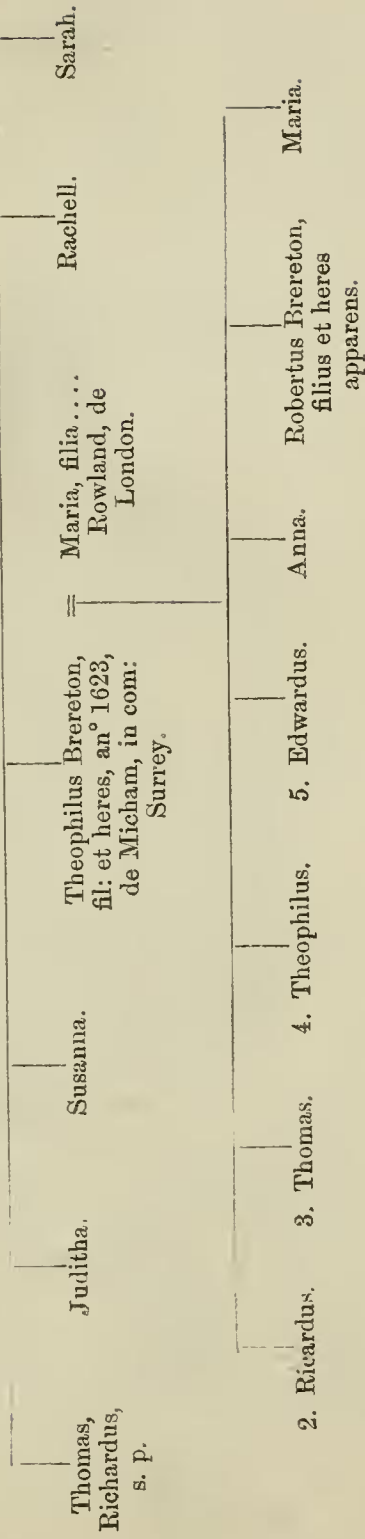 Thomas,
Richardus,
s. p.
Juditha.
Susanna.
Theophilus Brereton,
fil: et heres, an° 1623,
de Micham, in com:
Surrey.
=
Maria, filia....
Rowland, de
London.
Rachell.
Sarah.
2. Ricardus.
3. Thomas.
4. Theophilus.
5. Edwardus.
Anna.
Robertus Brereton,
filius et heres
apparens.
Maria.